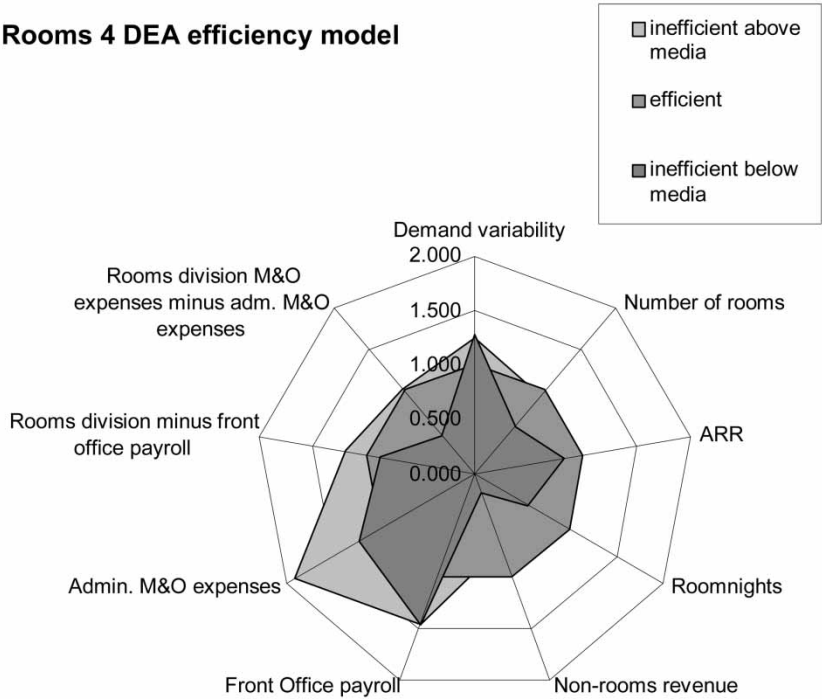 Rooms 4 DEA efficiency model
inefficient above
media
efficient
inefficient below
media
Demand variability
2.000
1.500
1.000
0.500
0.000
Rooms division M&O
expenses minus adm. M&O
expenses
Number of rooms
Rooms division minus front
office payroll
ARR
Admin. M&O expenses
Roomnights
Front Office payroll
Non-rooms revenue